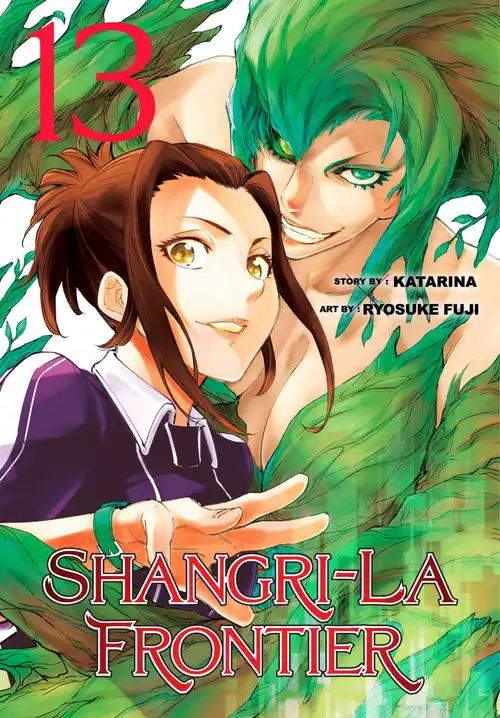 13
STORY BY : KATARINA
ART BY : RYOSUKE FUJI
SHANGRI-LA
FRONTIER